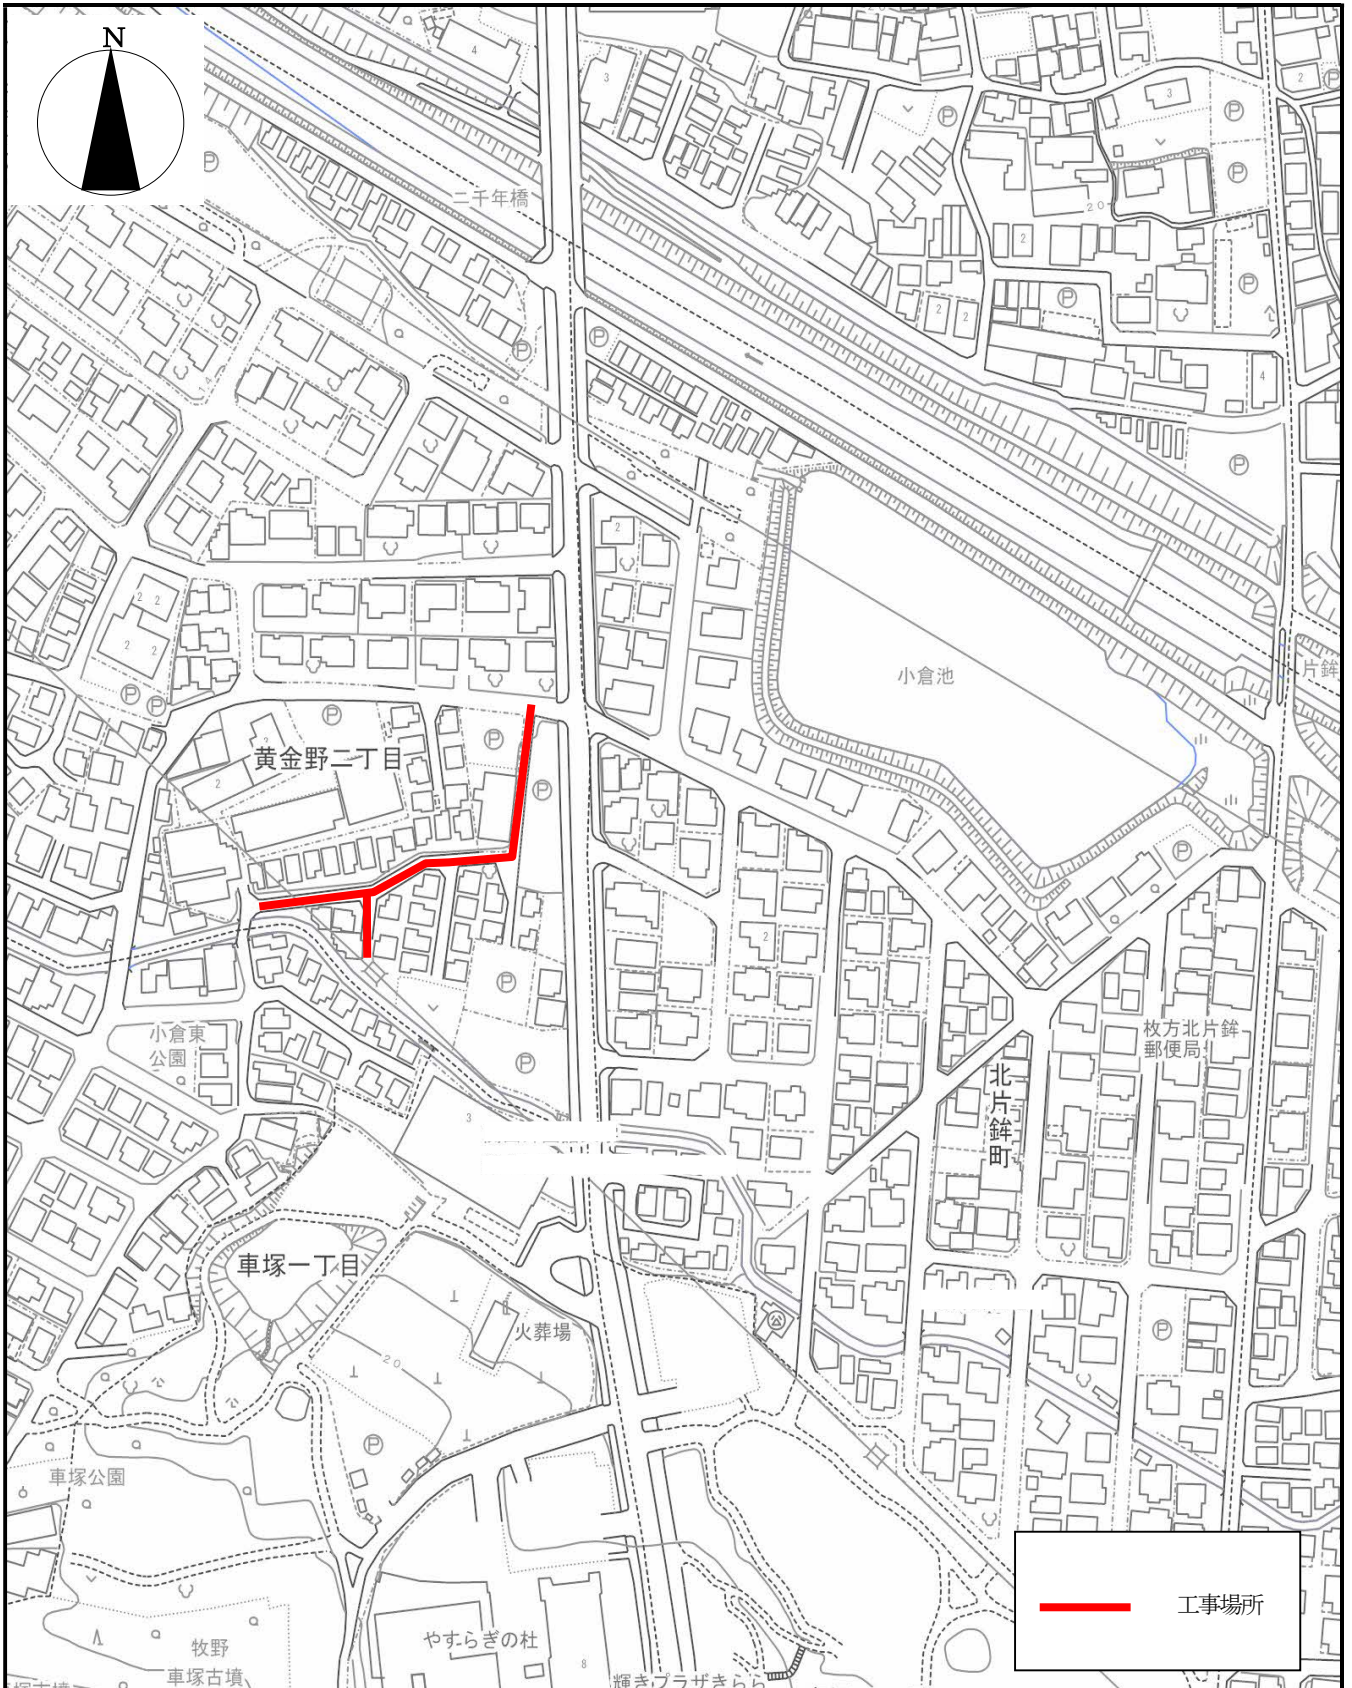 N
二千年橋
小倉池
片鉾
黄金野二丁目
小倉東
公園
枚方北片鉾
郵便局
北片鉾町
車塚一丁目
火葬場
車塚公園
牧野
車塚古墳
やすらぎの杜
輝きプラザきらら
工事場所